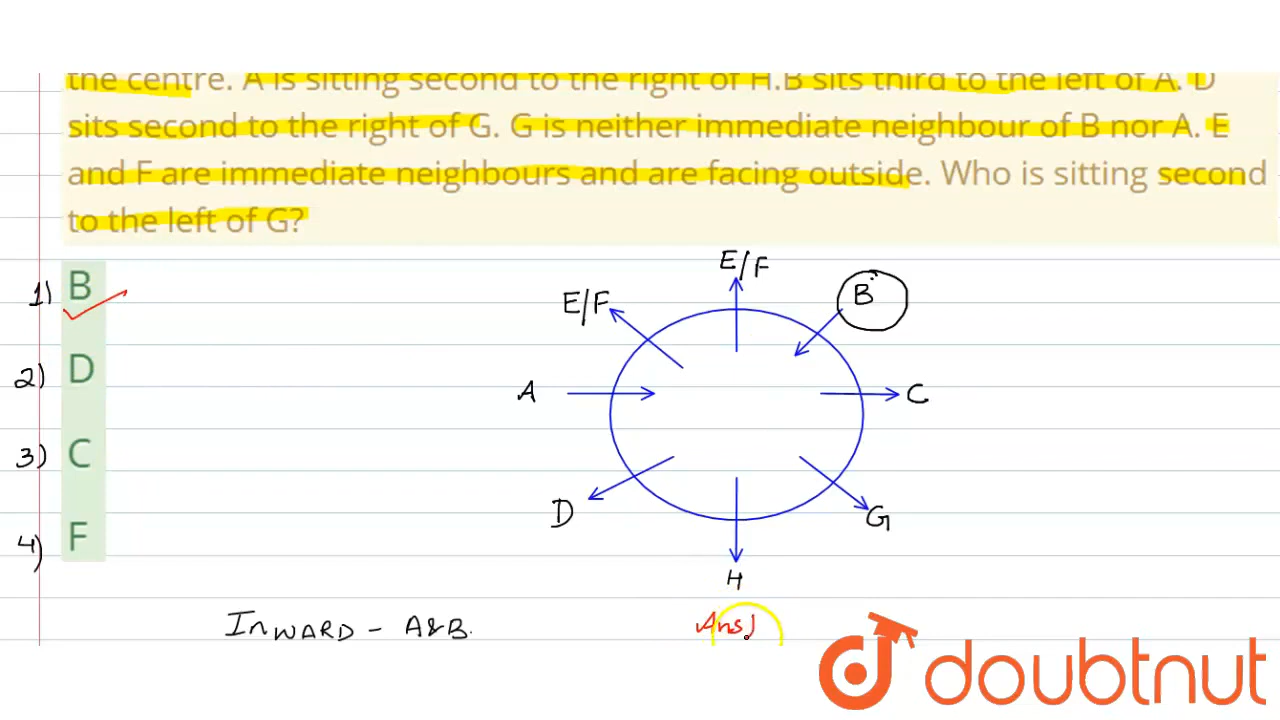 the centre. A is sitting second to the right of H.B sits third to the left of A. D
sits second to the right of G. G is neither immediate neighbour of B nor A. E
and F are immediate neighbours and are facing outside. Who is sitting second
to the left of G?
1) B
2) D
3) C
4) F
E/F
E/F
B
A
C
D
G
H
INWARD - A&B.
Ans)
doubtnut